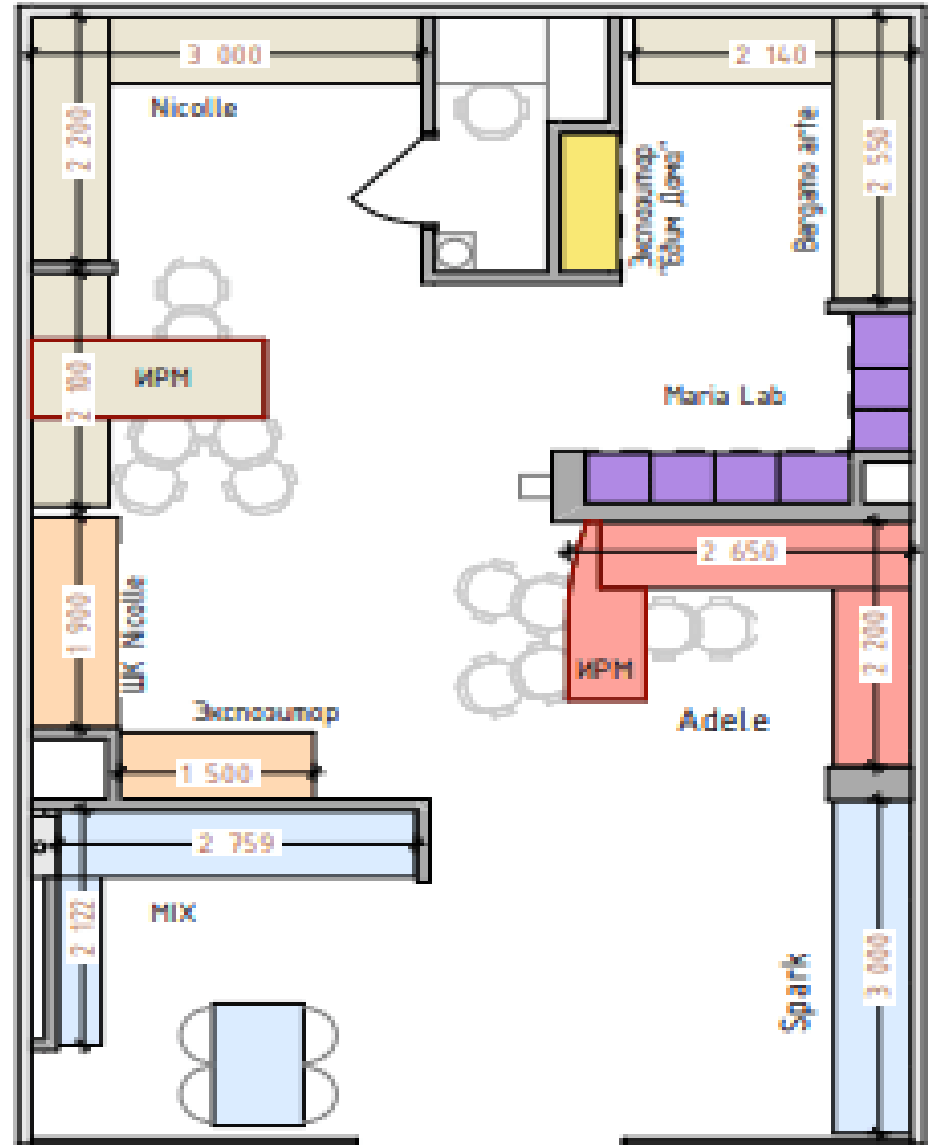 3 000
2 140
Nicolle
2 200
2 550
Экспозитор
"Едим Дома"
Bergamo arte
ИРМ
2 100
Maria Lab
2 650
1 900
ШК Nicolle
2 200
ИРМ
Экспозитор
Adele
1 500
2 759
MIX
2 122
Spark
3 000